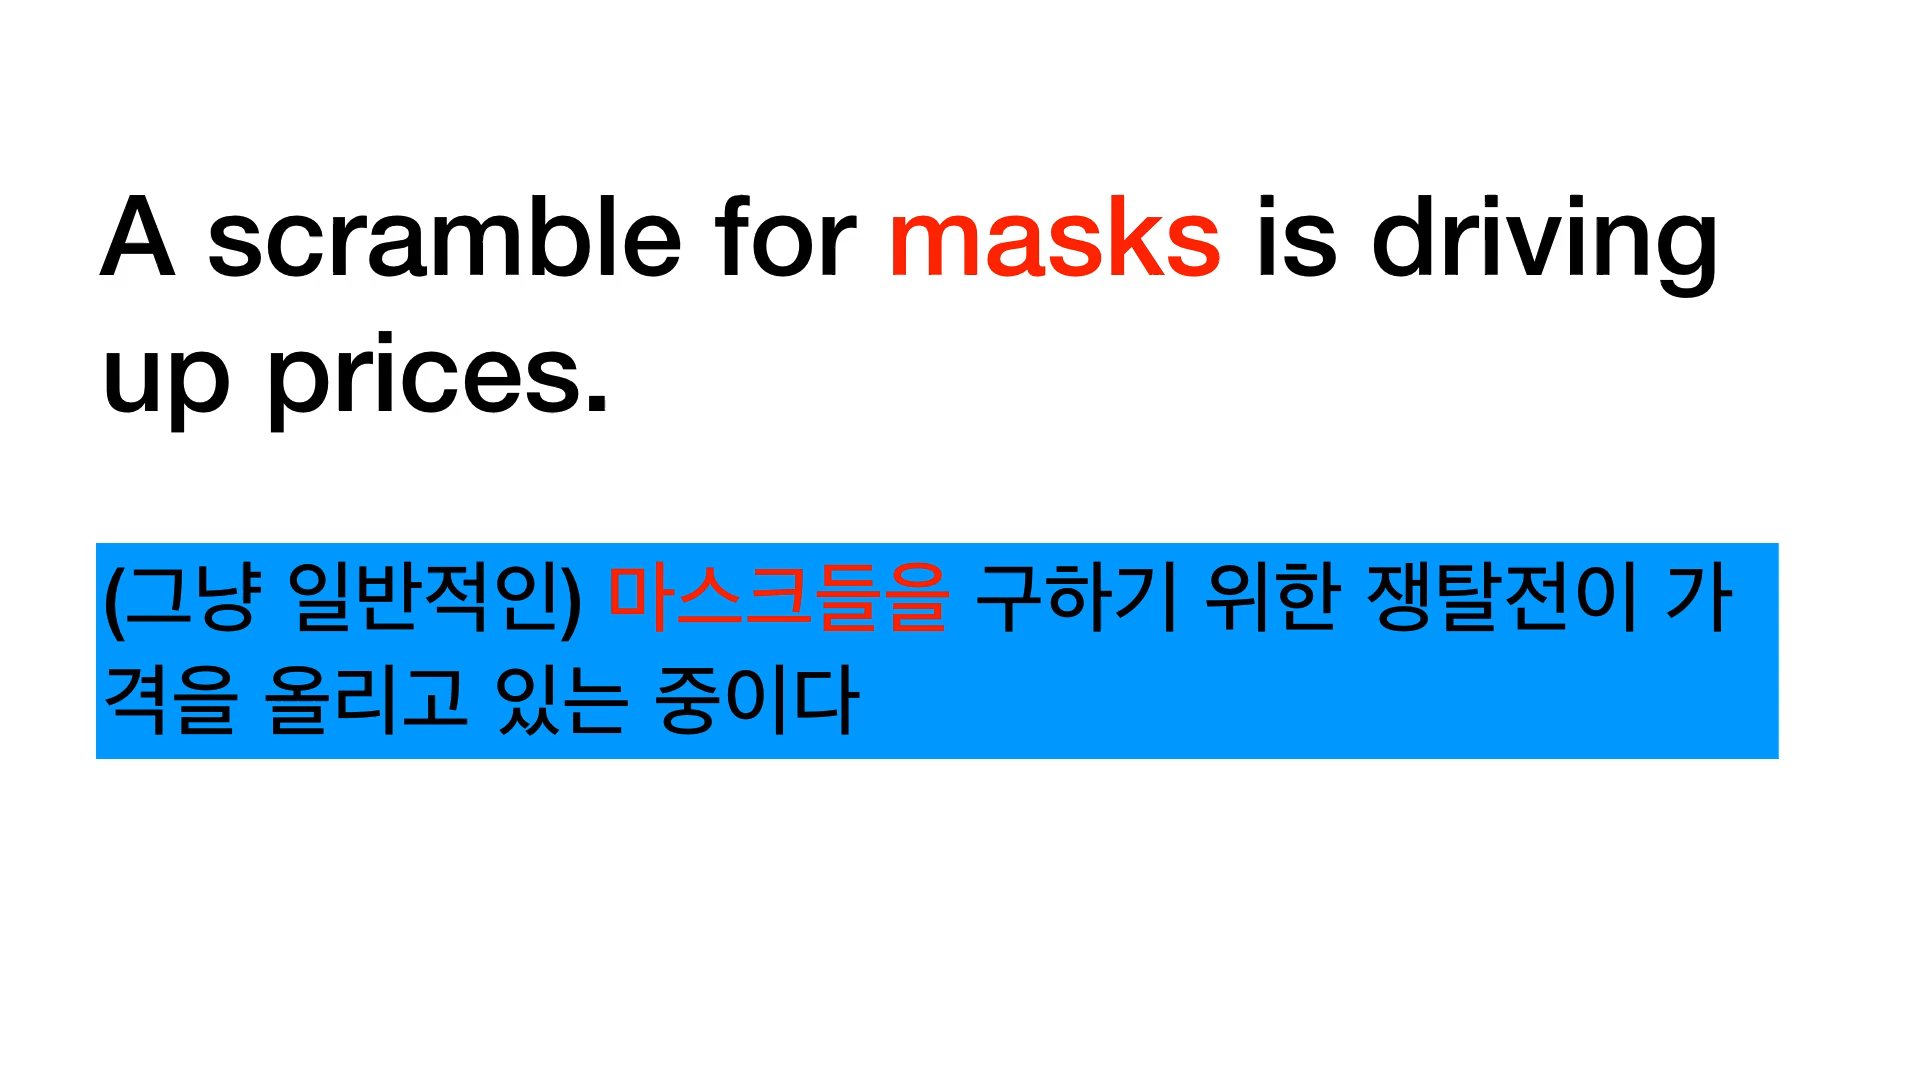 A scramble for masks is driving
up prices.
(그냥 일반적인) 마스크들을 구하기 위한 쟁탈전이 가
격을 올리고 있는 중이다